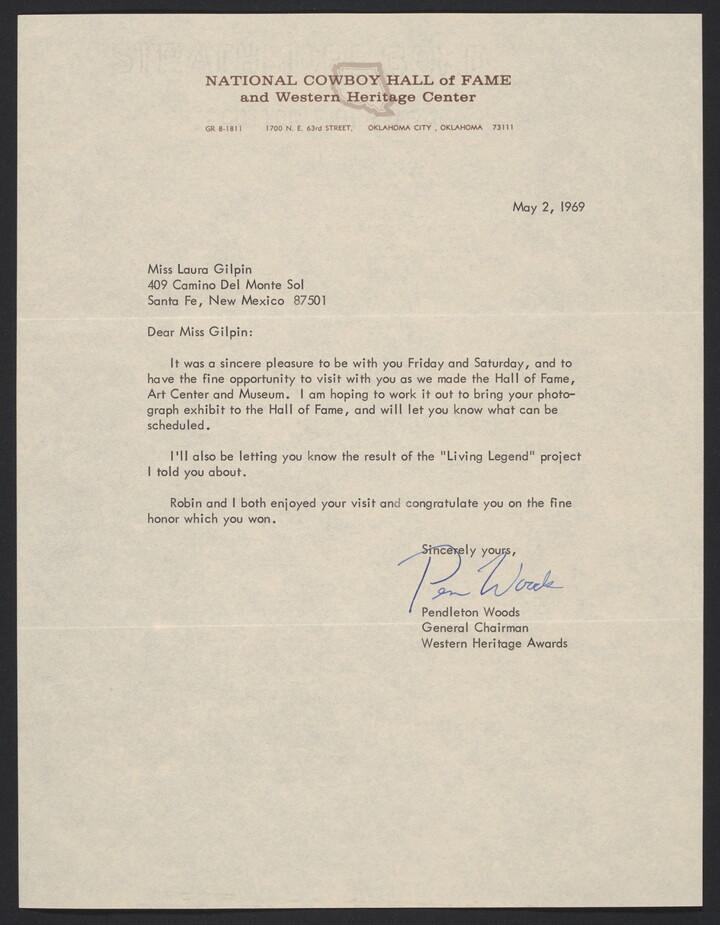 NATIONAL COWBOY HALL of FAME
and Western Heritage Center
GR 8-1811 1700 N. E. 63rd STREET, OKLAHOMA CITY , OKLAHOMA 73111
May 2, 1969
Miss Laura Gilpin
409 Camino Del Monte Sol
Santa Fe, New Mexico 87501
Dear Miss Gilpin:
It was a sincere pleasure to be with you Friday and Saturday, and to
have the fine opportunity to visit with you as we made the Hall of Fame,
Art Center and Museum. I am hoping to work it out to bring your photo-
graph exhibit to the Hall of Fame, and will let you know what can be
scheduled.
I'll also be letting you know the result of the "Living Legend" project
I told you about.
Robin and I both enjoyed your visit and congratulate you on the fine
honor which you won.
Sincerely yours,
Pen Woods
Pendleton Woods
General Chairman
Western Heritage Awards